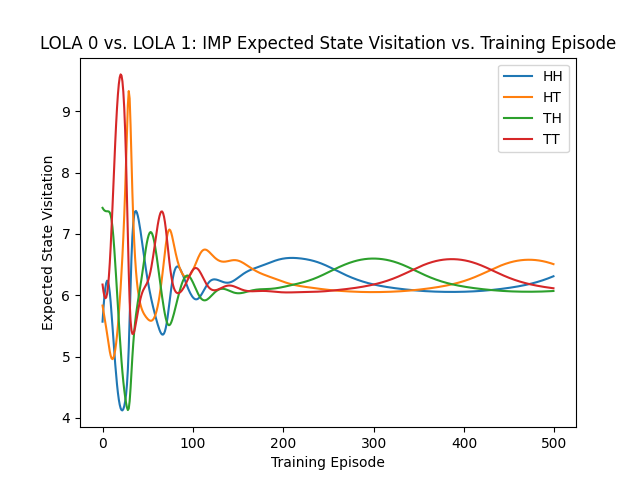 LOLA 0 vs. LOLA 1: IMP Expected State Visitation vs. Training Episode
HH
HT
TH
TT
Expected State Visitation
9
8
7
6
5
4
0 100 200 300 400 500
Training Episode